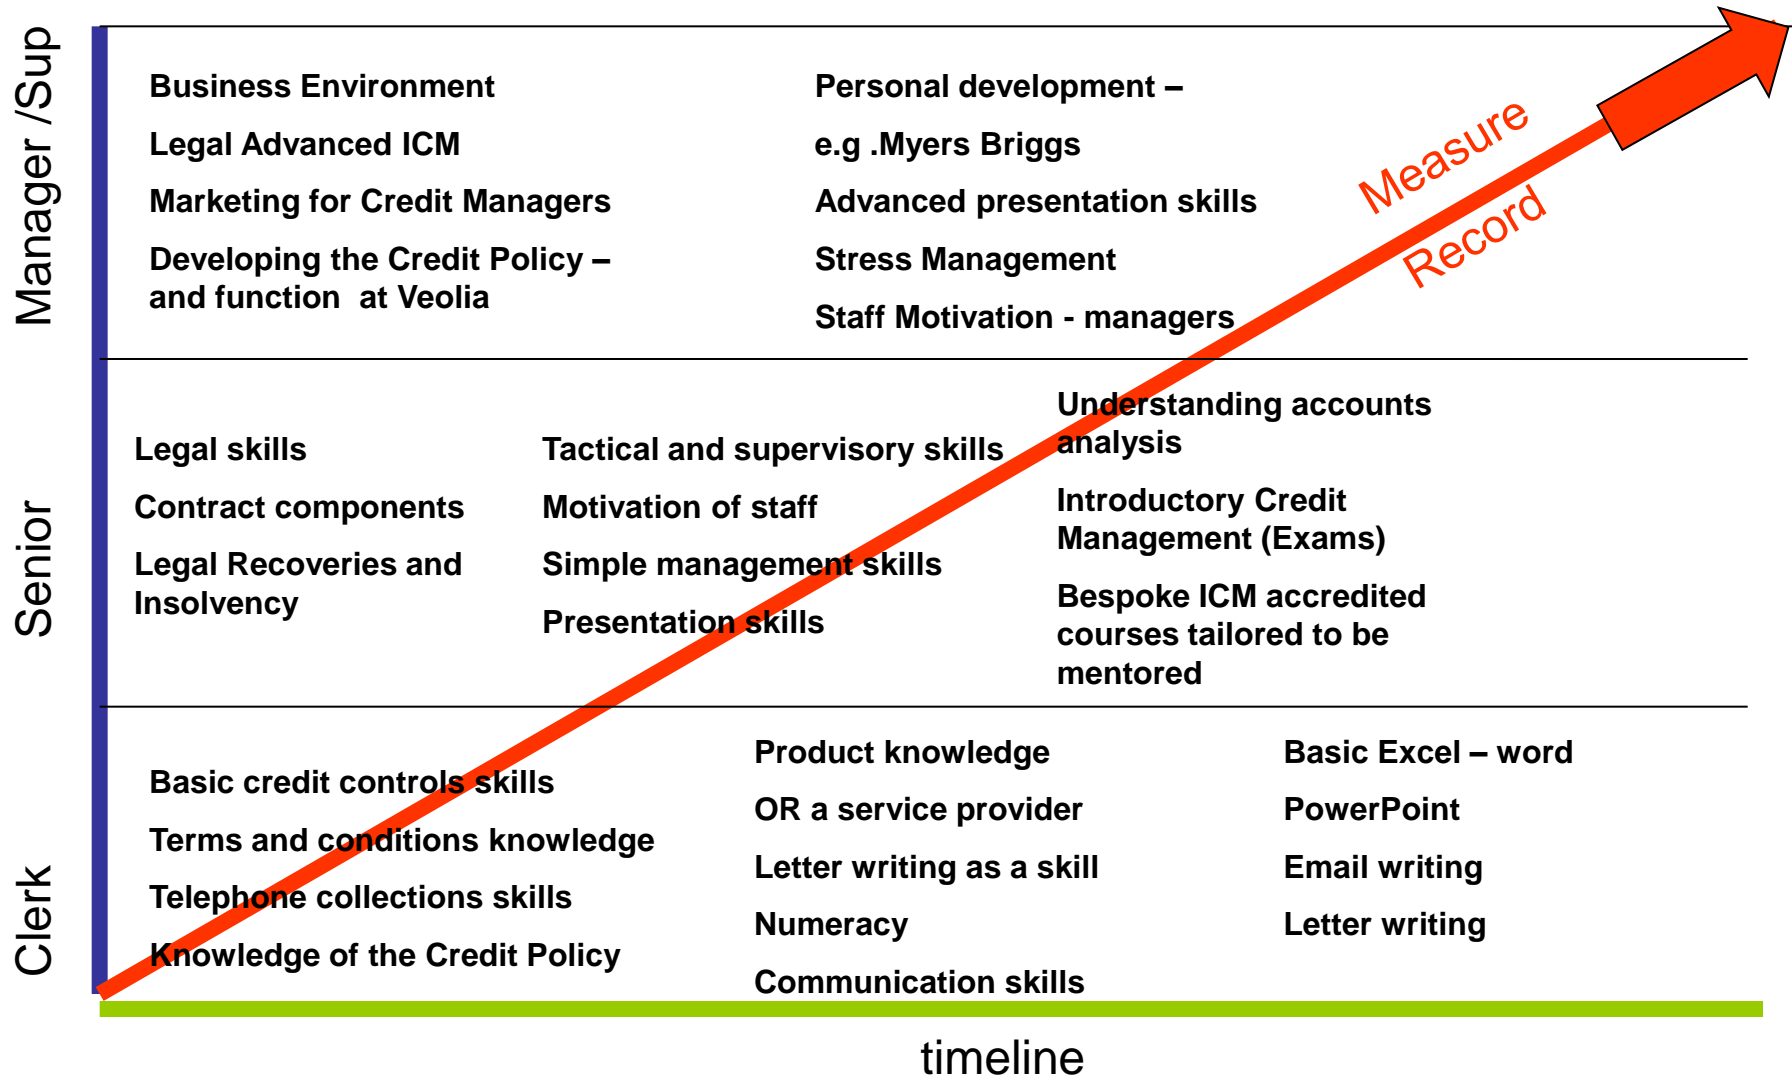 Manager /Sup
Business Environment
Legal Advanced ICM
Marketing for Credit Managers
Developing the Credit Policy –
and function  at Veolia
Personal development –
e.g .Myers Briggs
Advanced presentation skills
Stress Management
Staff Motivation - managers
Measure
Record
Senior
Legal skills
Contract components
Legal Recoveries and
Insolvency
Tactical and supervisory skills
Motivation of staff
Simple management skills
Presentation skills
Understanding accounts
analysis
Introductory Credit
Management (Exams)
Bespoke ICM accredited
courses tailored to be
mentored
Clerk
Basic credit controls skills
Terms and conditions knowledge
Telephone collections skills
Knowledge of the Credit Policy
Product knowledge
OR a service provider
Letter writing as a skill
Numeracy
Communication skills
Basic Excel – word
PowerPoint
Email writing
Letter writing
timeline